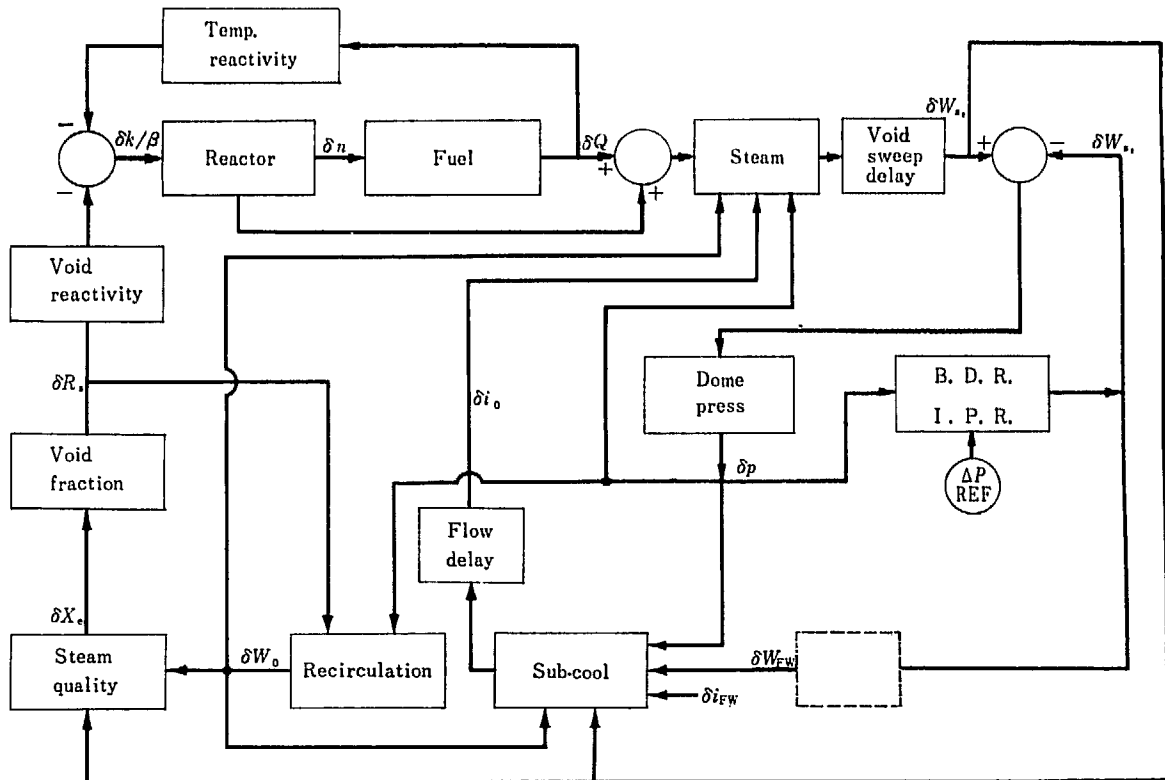 Temp.
reactivity
−
δk/β
Reactor
δn
Fuel
δQ
+
+
Steam
Void
sweep
delay
δWs₁
+
−
δWs₁
−
Void
reactivity
δRs
Void
fraction
δi₀
Dome
press
δp
B. D. R.
I. P. R.
ΔP
REF
Flow
delay
δXe
Steam
quality
δW₀
Recirculation
Sub-cool
δWFW
δiFW